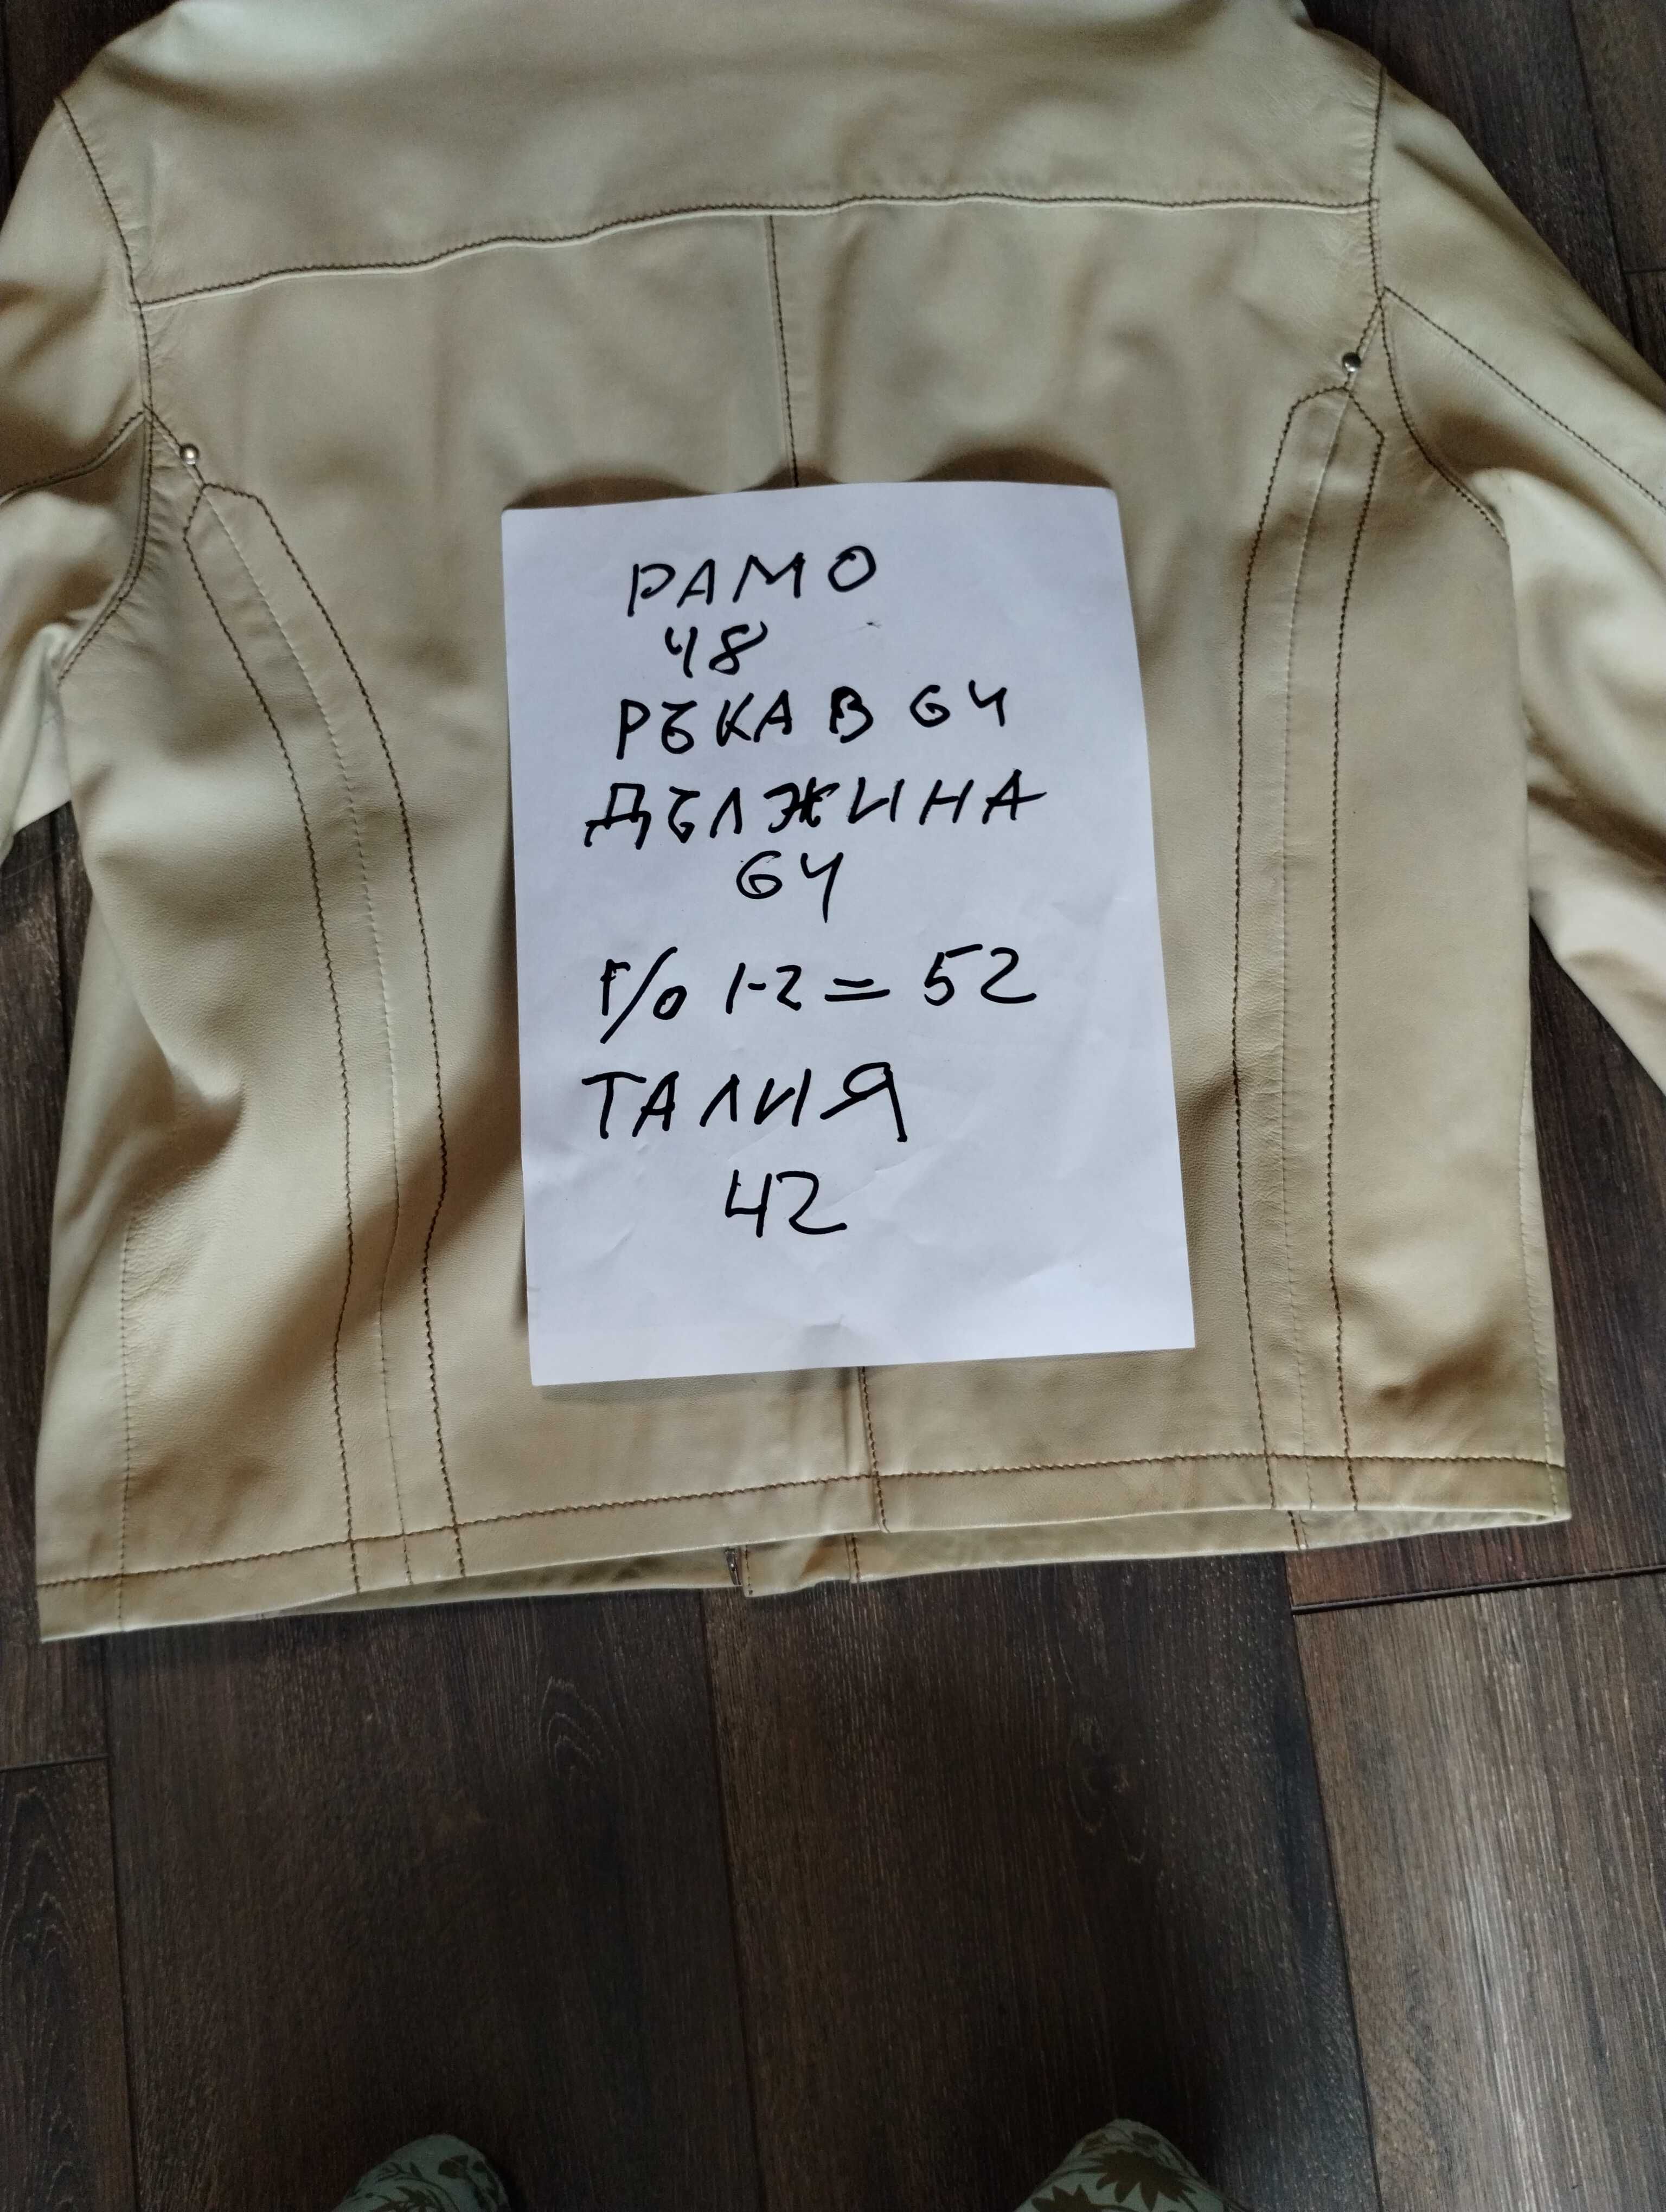 РАМО
48
РЪКАВ 64
ДЪЛЖИНА
64
Г/О 1-2 = 52
ТАЛИЯ
42